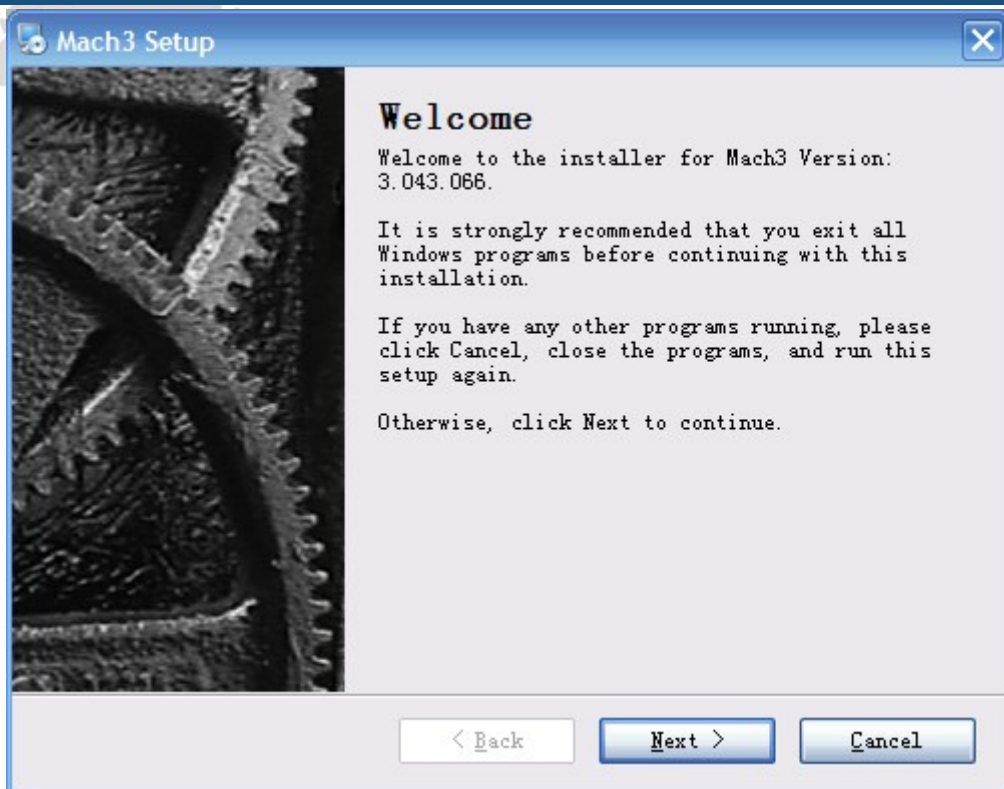 Mach3 Setup
Welcome
Welcome to the installer for Mach3 Version:
3.043.066.
It is strongly recommended that you exit all
Windows programs before continuing with this
installation.
If you have any other programs running, please
click Cancel, close the programs, and run this
setup again.
Otherwise, click Next to continue.
< Back
Next >
Cancel